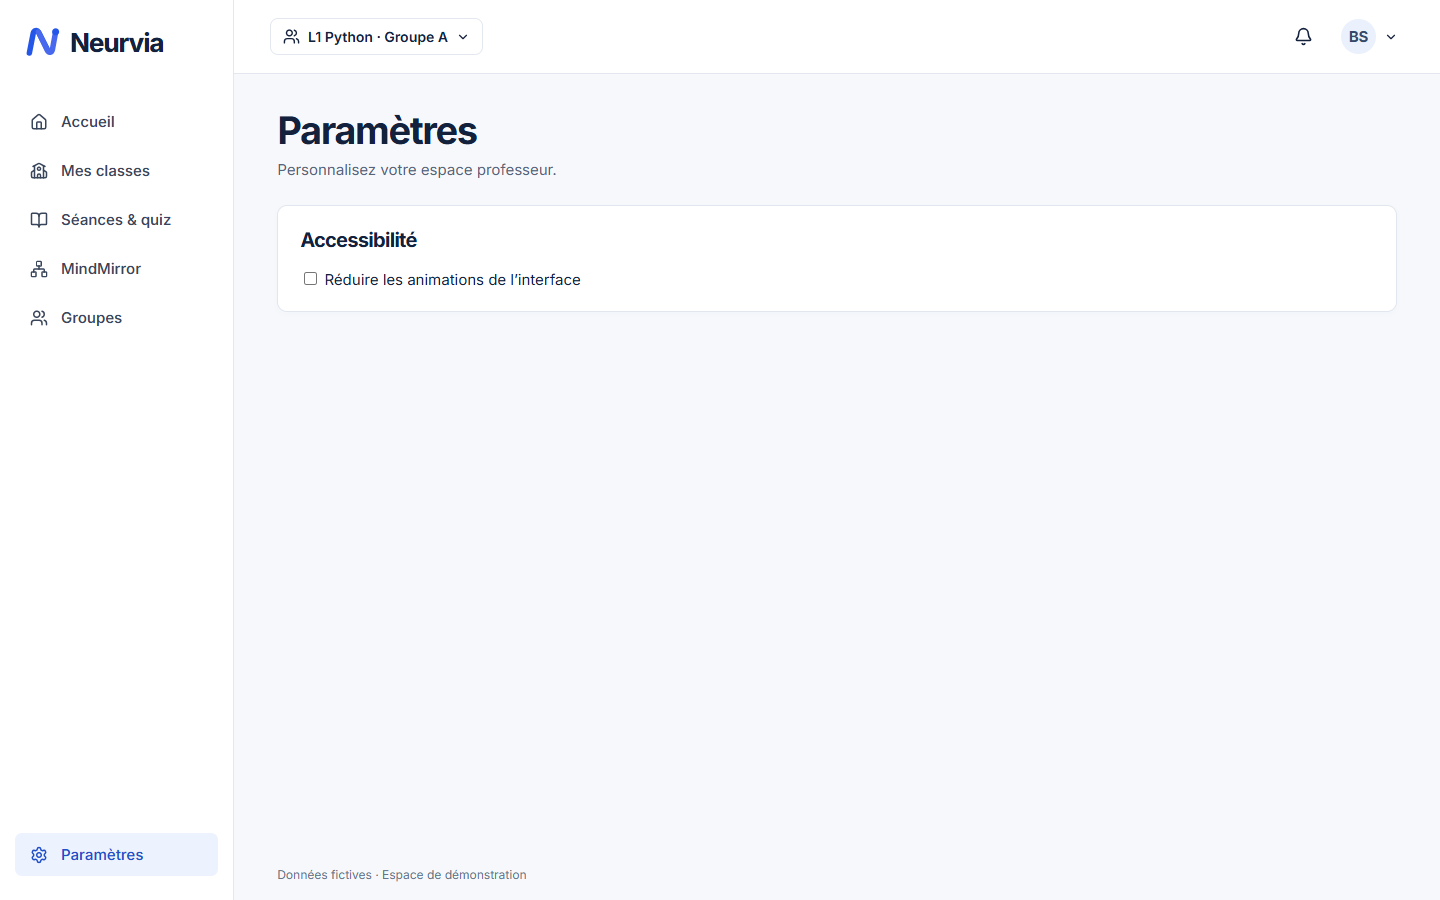 Neurvia
L1 Python · Groupe A
BS
Accueil
Mes classes
Séances & quiz
MindMirror
Groupes
Paramètres
Paramètres
Personnalisez votre espace professeur.
Accessibilité
Réduire les animations de l’interface
Données fictives · Espace de démonstration